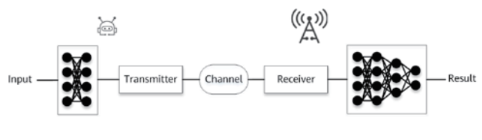 Input
Transmitter
Channel
Receiver
Result